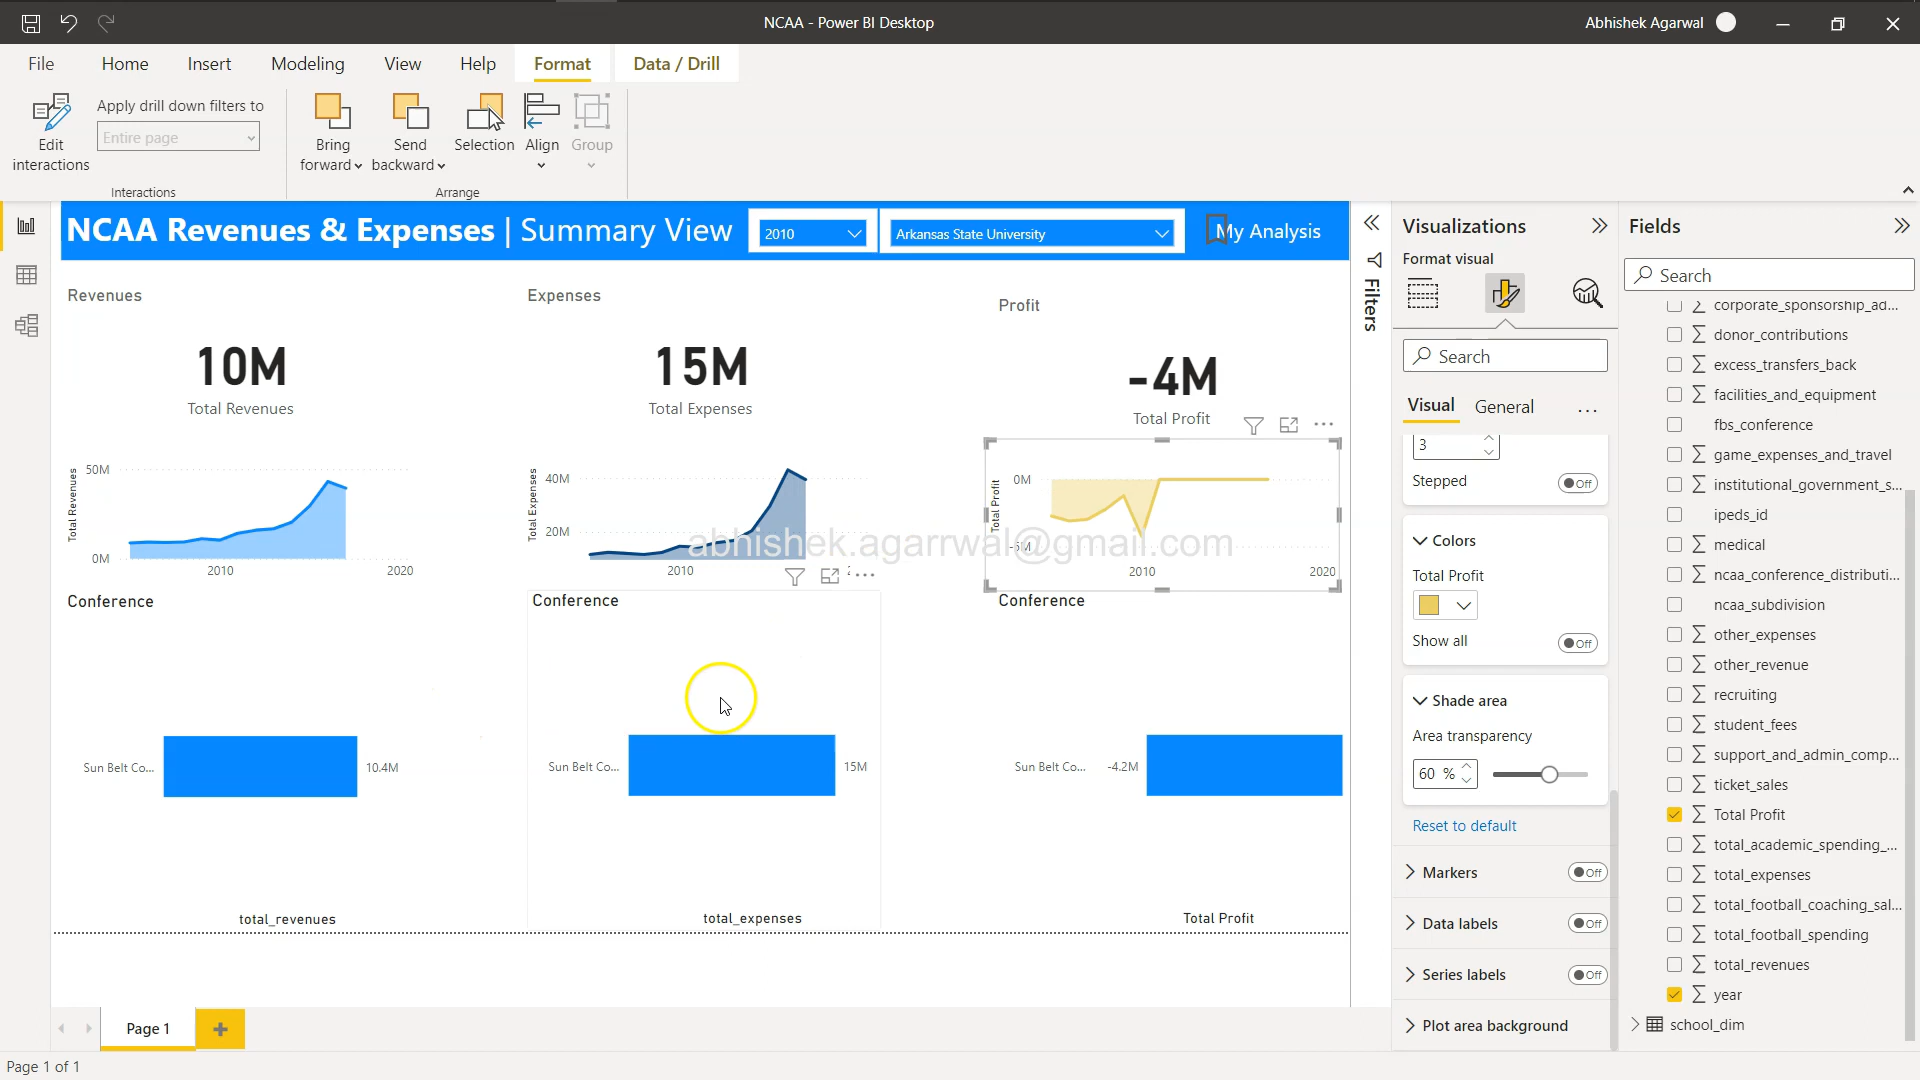 NCAA - Power BI Desktop
Abhishek Agarwal
File Home Insert Modeling View Help Format Data / Drill
Edit interactions
Apply drill down filters to
Entire page
Bring forward
Send backward
Selection
Align
Group
Interactions
Arrange
NCAA Revenues & Expenses | Summary View
2010
Arkansas State University
My Analysis
Revenues
10M
Total Revenues
Expenses
15M
Total Expenses
Profit
-4M
Total Profit
Total Revenues
50M
0M
2010
2020
Total Expenses
40M
20M
2010
Total Profit
0M
-5M
2010
2020
abhishek.agarrwal@gmail.com
Conference
Sun Belt Co...
10.4M
total_revenues
Conference
Sun Belt Co...
15M
total_expenses
Conference
Sun Belt Co...
-4.2M
Total Profit
Page 1
Page 1 of 1
Filters
Visualizations
Format visual
Search
Visual General ...
3
Stepped Off
Colors
Total Profit
Show all Off
Shade area
Area transparency
60 %
Reset to default
Markers Off
Data labels Off
Series labels Off
Plot area background
Fields
Search
corporate_sponsorship_ad...
donor_contributions
excess_transfers_back
facilities_and_equipment
fbs_conference
game_expenses_and_travel
institutional_government_s...
ipeds_id
medical
ncaa_conference_distributi...
ncaa_subdivision
other_expenses
other_revenue
recruiting
student_fees
support_and_admin_comp...
ticket_sales
Total Profit
total_academic_spending_...
total_expenses
total_football_coaching_sal...
total_football_spending
total_revenues
year
school_dim